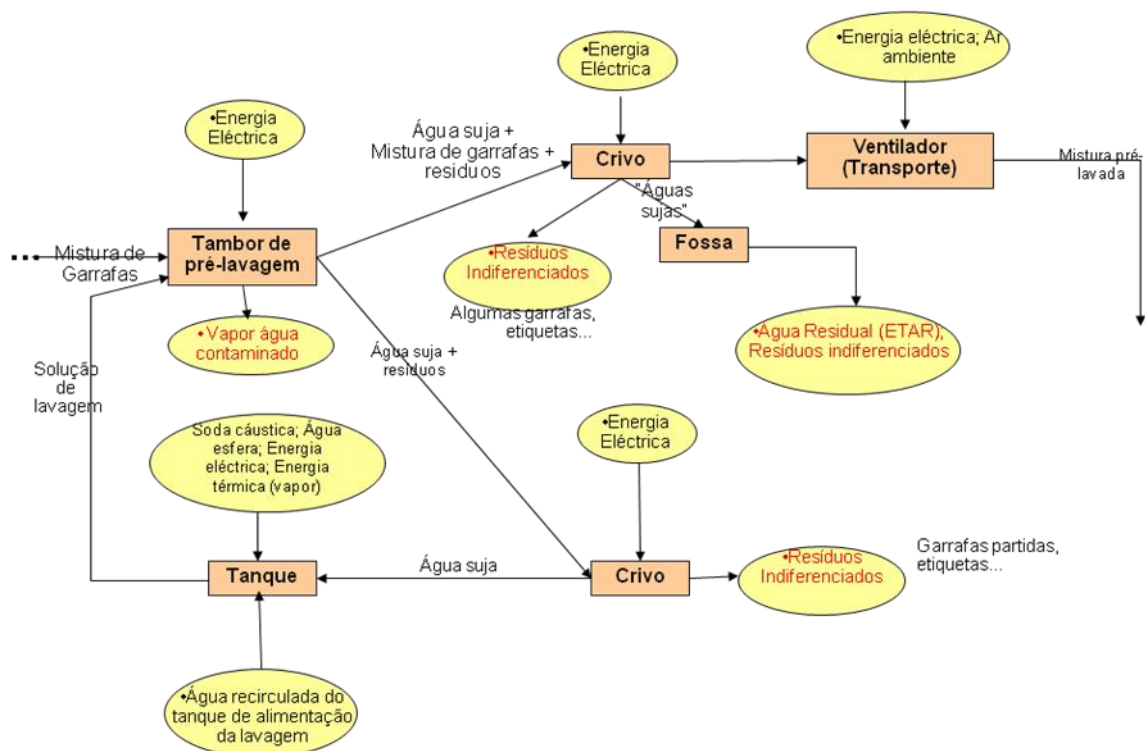 •Energia
Eléctrica
•Energia eléctrica; Ar
ambiente
•Energia
Eléctrica
Água suja +
Mistura de garrafas +
residuos
Crivo
Ventilador
(Transporte)
Mistura pré-
lavada
"Águas
sujas"
Mistura de
Garrafas
Tambor de
pré-lavagem
Fossa
•Resíduos
Indiferenciados
Algumas garrafas,
etiquetas...
•Vapor água
contaminado
•Água Residual (ETAR);
Resíduos indiferenciados
Água suja +
residuos
Solução
de
lavagem
Soda cáustica; Água
esfera; Energia
eléctrica; Energia
térmica (vapor)
•Energia
Eléctrica
Tanque
Água suja
Crivo
•Resíduos
Indiferenciados
Garrafas partidas,
etiquetas...
•Água recirculada do
tanque de alimentação
da lavagem